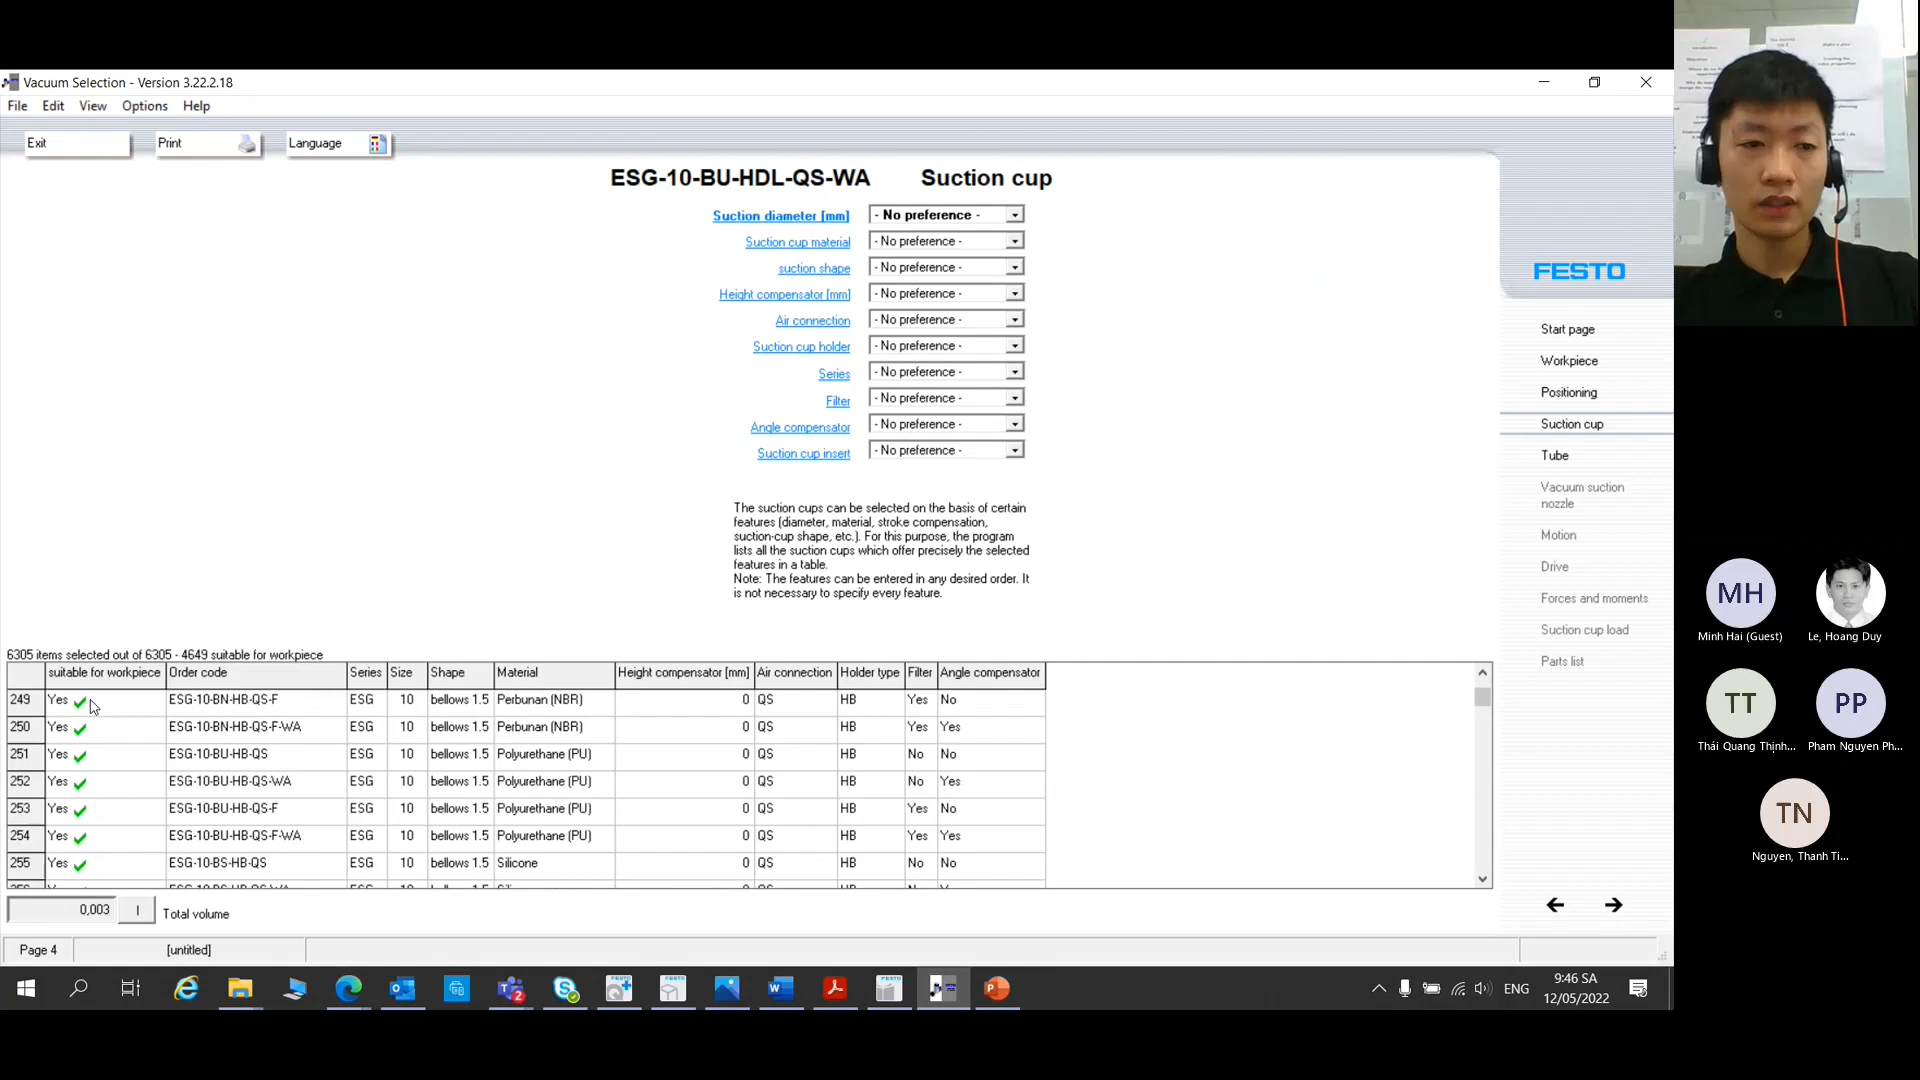 Vacuum Selection - Version 3.22.2.18
File Edit View Options Help
Exit Print Language
ESG-10-BU-HDL-QS-WA Suction cup
Suction diameter [mm] - No preference -
Suction cup material - No preference -
suction shape - No preference -
Height compensator [mm] - No preference -
Air connection - No preference -
Suction cup holder - No preference -
Series - No preference -
Filter - No preference -
Angle compensator - No preference -
Suction cup insert - No preference -
The suction cups can be selected on the basis of certain
features (diameter, material, stroke compensation,
suction-cup shape, etc.). For this purpose, the program
lists all the suction cups which offer precisely the selected
features in a table.
Note: The features can be entered in any desired order. It
is not necessary to specify every feature.
6305 items selected out of 6305 - 4649 suitable for workpiece
suitable for workpiece Order code Series Size Shape Material Height compensator [mm] Air connection Holder type Filter Angle compensator
249 Yes ESG-10-BN-HB-QS-F ESG 10 bellows 1.5 Perbunan (NBR) 0 QS HB Yes No
250 Yes ESG-10-BN-HB-QS-F-WA ESG 10 bellows 1.5 Perbunan (NBR) 0 QS HB Yes Yes
251 Yes ESG-10-BU-HB-QS ESG 10 bellows 1.5 Polyurethane (PU) 0 QS HB No No
252 Yes ESG-10-BU-HB-QS-WA ESG 10 bellows 1.5 Polyurethane (PU) 0 QS HB No Yes
253 Yes ESG-10-BU-HB-QS-F ESG 10 bellows 1.5 Polyurethane (PU) 0 QS HB Yes No
254 Yes ESG-10-BU-HB-QS-F-WA ESG 10 bellows 1.5 Polyurethane (PU) 0 QS HB Yes Yes
255 Yes ESG-10-BS-HB-QS ESG 10 bellows 1.5 Silicone 0 QS HB No No
0,003 l Total volume
Page 4 [untitled]
FESTO
Start page
Workpiece
Positioning
Suction cup
Tube
Vacuum suction
nozzle
Motion
Drive
Forces and moments
Suction cup load
Parts list
ENG
9:46 SA
12/05/2022
MH
Minh Hai (Guest)
Le, Hoang Duy
TT
Thái Quang Thịnh...
PP
Pham Nguyen Ph...
TN
Nguyen, Thanh Ti...